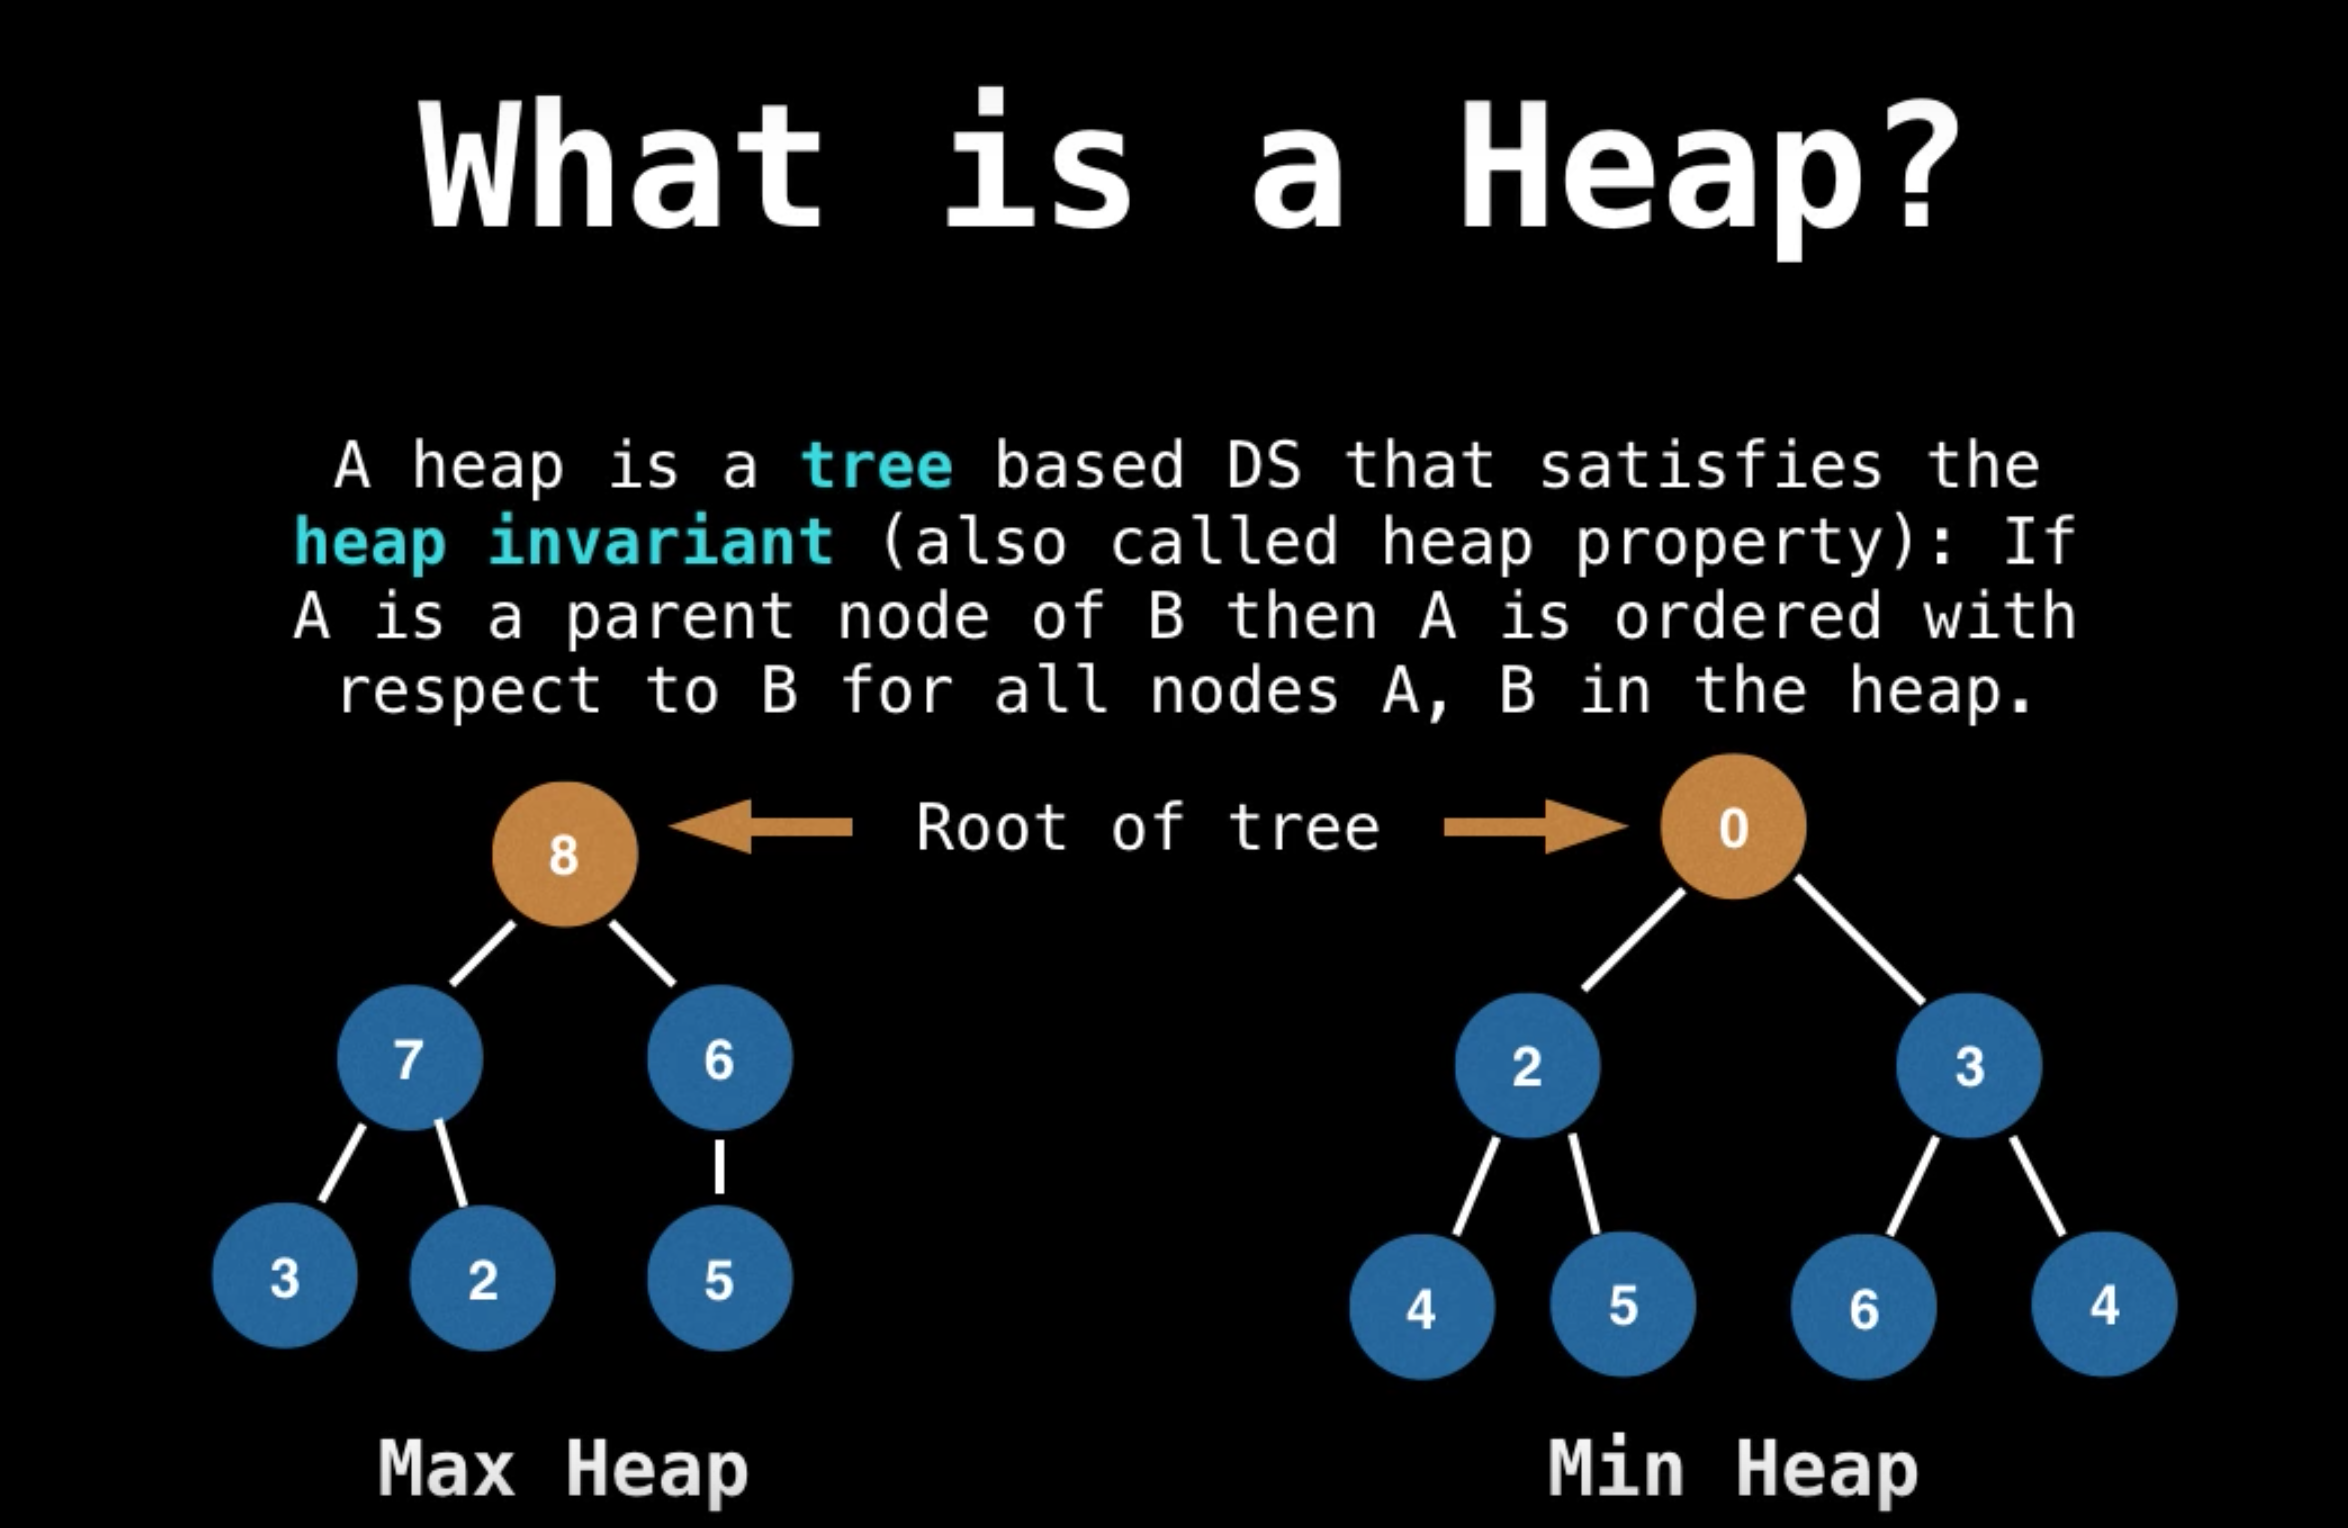 What is a Heap?
A heap is a tree based DS that satisfies the
heap invariant (also called heap property): If
A is a parent node of B then A is ordered with
respect to B for all nodes A, B in the heap.
8
Root of tree
0
7
6
2
3
3
2
5
4
5
6
4
Max Heap
Min Heap